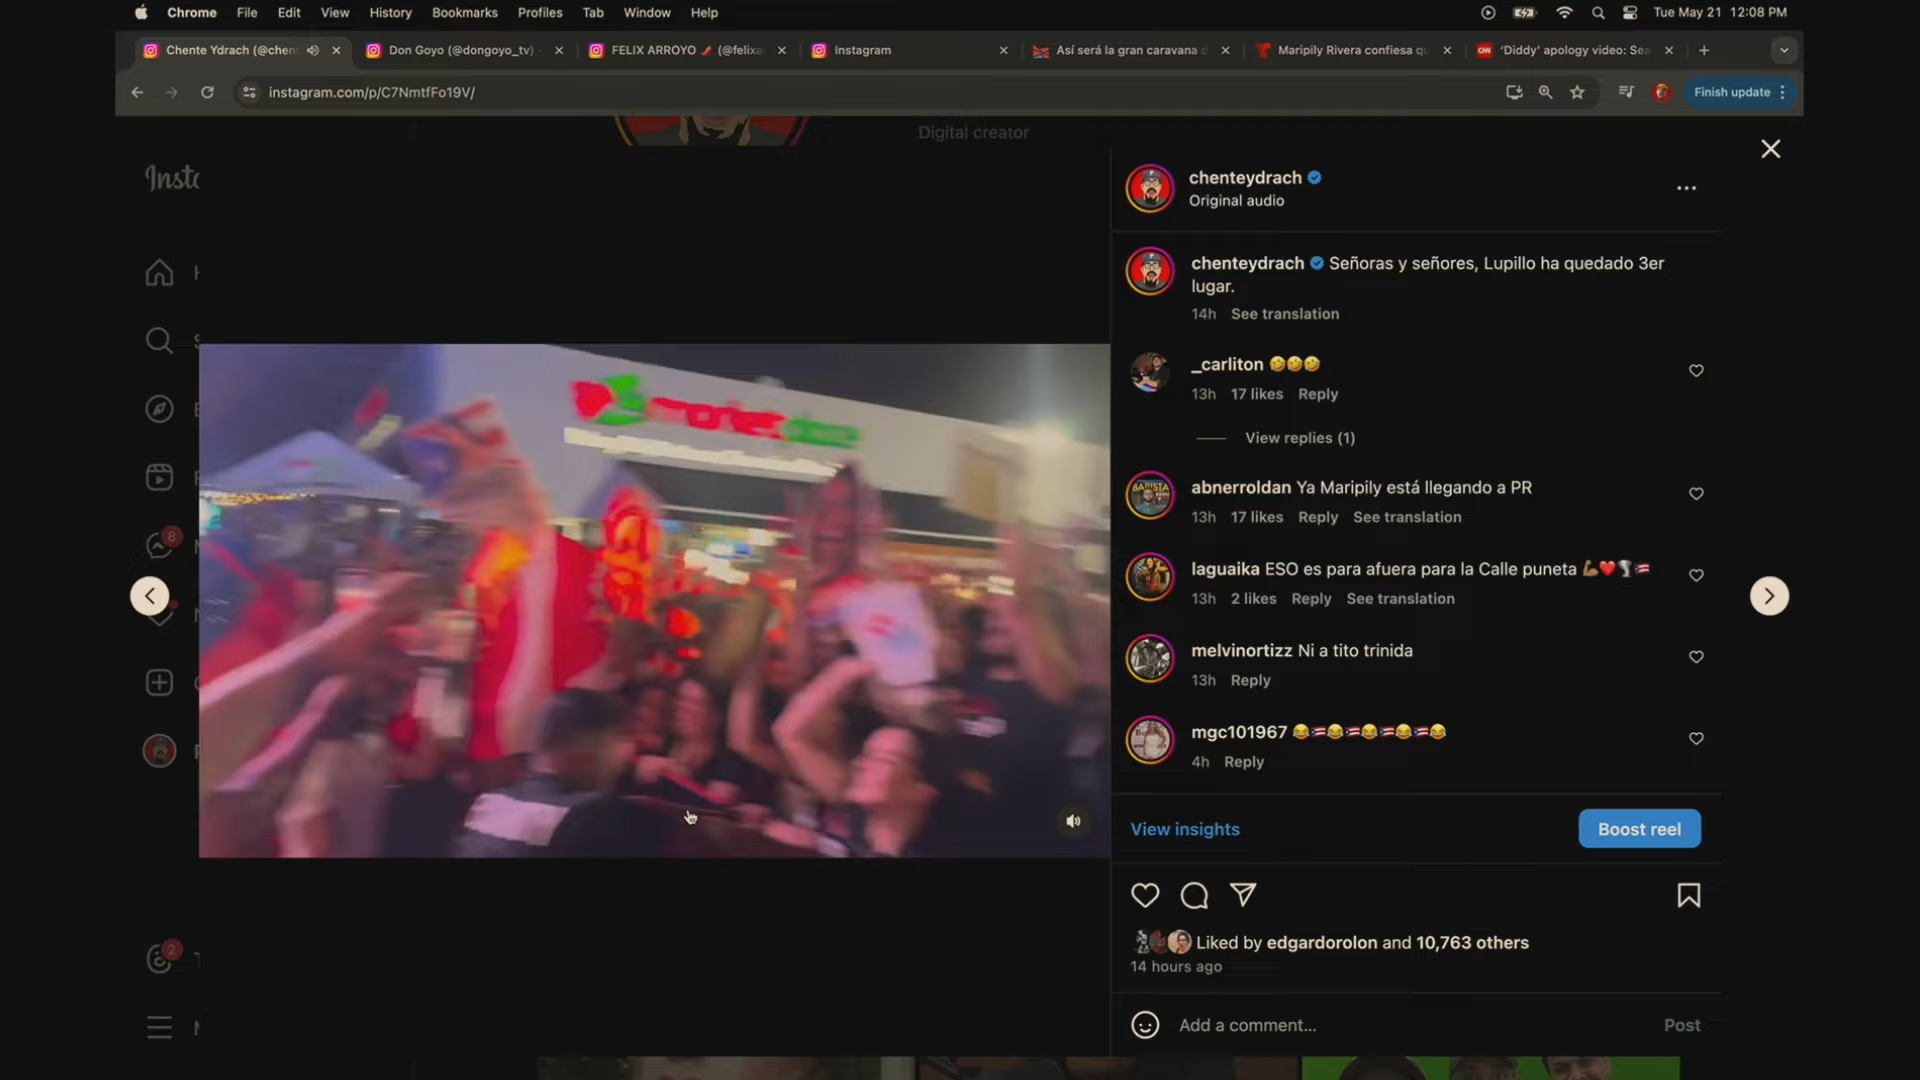 Chrome File Edit View History Bookmarks Profiles Tab Window Help
Tue May 21 12:08 PM
Chente Ydrach (@chen
Don Goyo (@dongoyo_tv)
FELIX ARROYO 🌶️ (@felixa
Instagram
Así será la gran caravana d
Maripily Rivera confiesa qu
CNN
'Diddy' apology video: Sea
instagram.com/p/C7NmtfFo19V/
Finish update
Digital creator
Insta
chenteydrach
Original audio
chenteydrach Señoras y señores, Lupillo ha quedado 3er
lugar.
14h See translation
_carliton 🤣🤣🤣
13h 17 likes Reply
View replies (1)
abnerroldan Ya Maripily está llegando a PR
13h 17 likes Reply See translation
laguaika ESO es para afuera para la Calle puneta 💪🏽❤️🏆🇵🇷
13h 2 likes Reply See translation
melvinortizz Ni a tito trinida
13h Reply
mgc101967 😂🇵🇷😂🇵🇷😂🇵🇷😂🇵🇷😂
4h Reply
8
2
View insights
Boost reel
Liked by edgardorolon and 10,763 others
14 hours ago
Add a comment...
Post